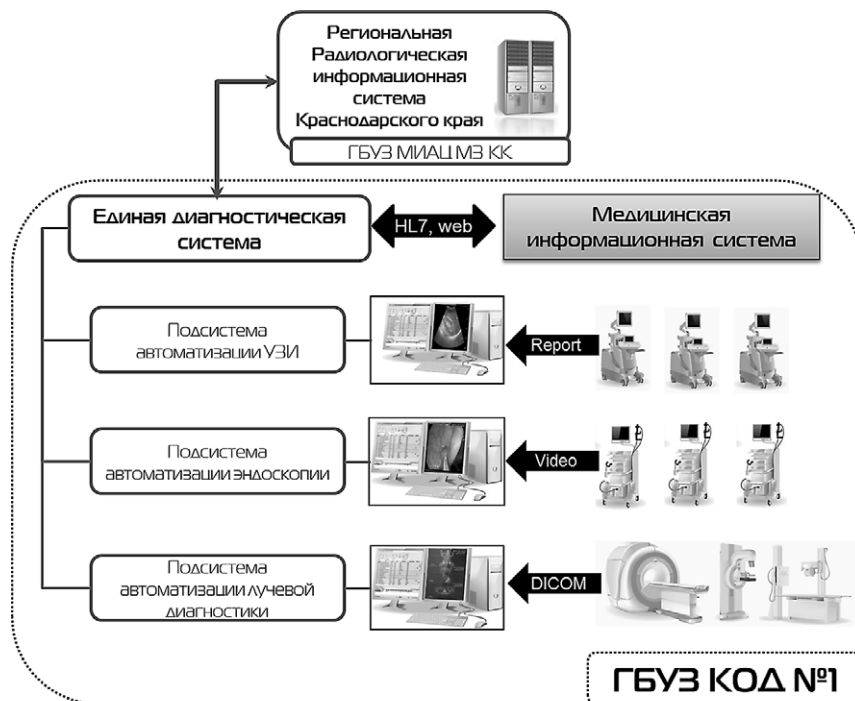 Региональная
Радиологическая
информационная
система
Краснодарского края
ГБУЗ МИАЦ МЗ КК
Единая диагностическая
система
HL7, web
Медицинская
информационная система
Подсистема
автоматизации УЗИ
Report
Подсистема
автоматизации эндоскопии
Video
Подсистема
автоматизации лучевой
диагностики
DICOM
ГБУЗ КОД №1